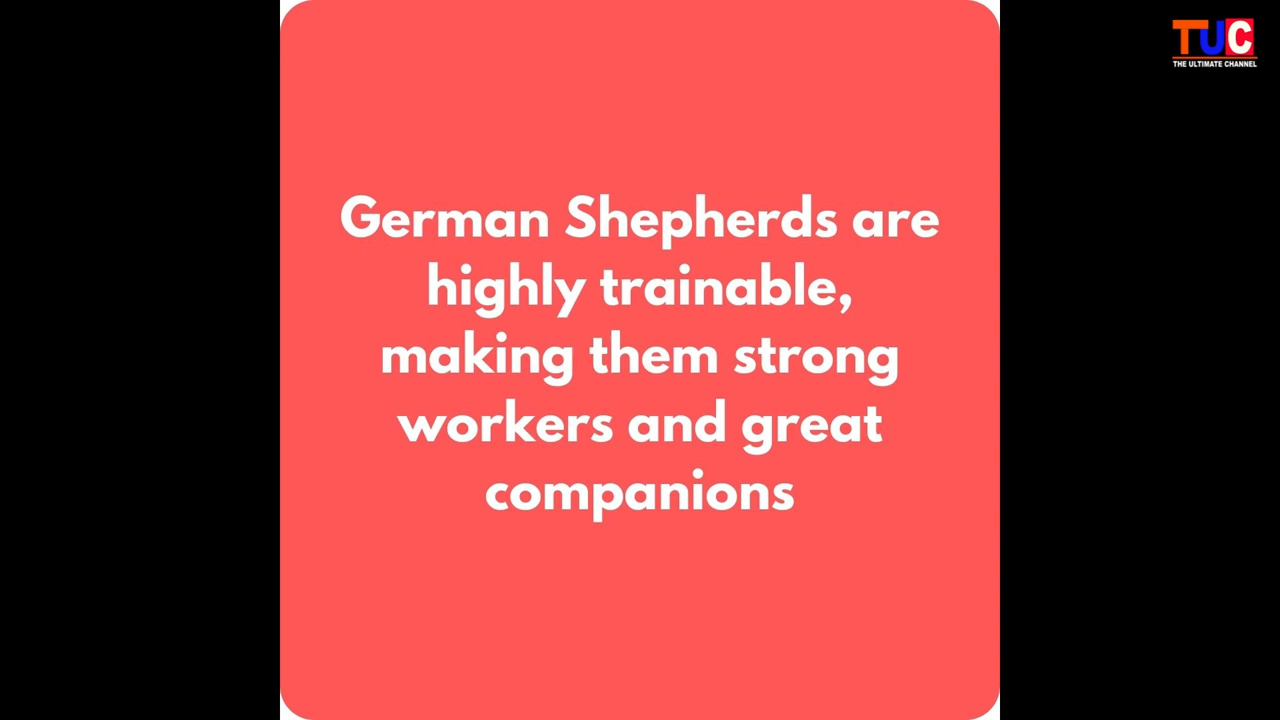 TUC
THE ULTIMATE CHANNEL
German Shepherds are
highly trainable,
making them strong
workers and great
companions